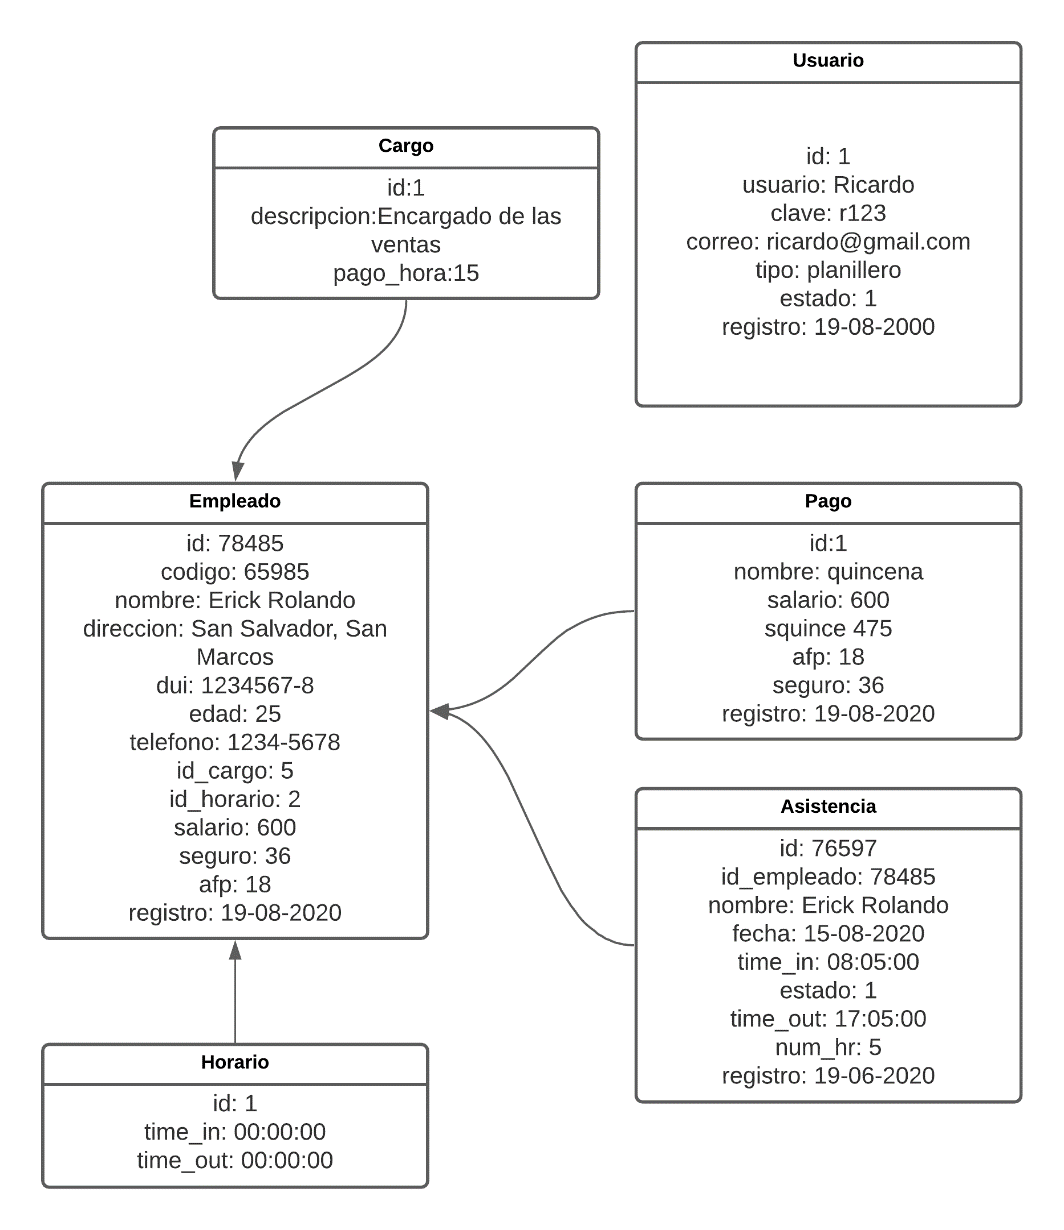 Usuario
id: 1
usuario: Ricardo
clave: r123
correo: ricardo@gmail.com
tipo: planillero
estado: 1
registro: 19-08-2000
Cargo
id:1
descripcion:Encargado de las
ventas
pago_hora:15
Empleado
id: 78485
codigo: 65985
nombre: Erick Rolando
direccion: San Salvador, San
Marcos
dui: 1234567-8
edad: 25
telefono: 1234-5678
id_cargo: 5
id_horario: 2
salario: 600
seguro: 36
afp: 18
registro: 19-08-2020
Pago
id:1
nombre: quincena
salario: 600
squince 475
afp: 18
seguro: 36
registro: 19-08-2020
Asistencia
id: 76597
id_empleado: 78485
nombre: Erick Rolando
fecha: 15-08-2020
time_in: 08:05:00
estado: 1
time_out: 17:05:00
num_hr: 5
registro: 19-06-2020
Horario
id: 1
time_in: 00:00:00
time_out: 00:00:00